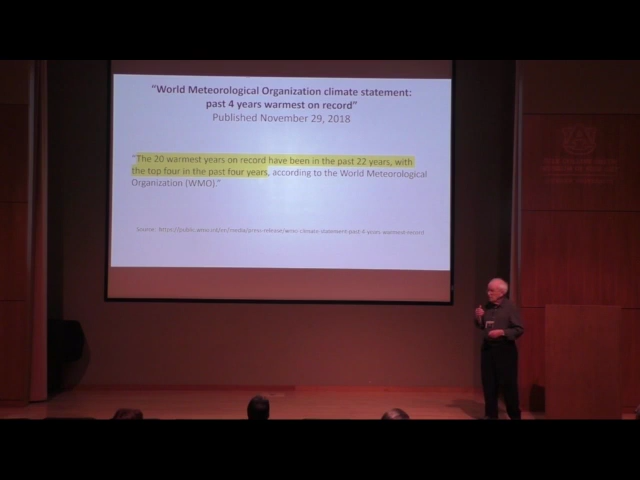 “World Meteorological Organization climate statement:
past 4 years warmest on record”
Published November 29, 2018
“The 20 warmest years on record have been in the past 22 years, with
the top four in the past four years, according to the World Meteorological
Organization (WMO).”
Source: